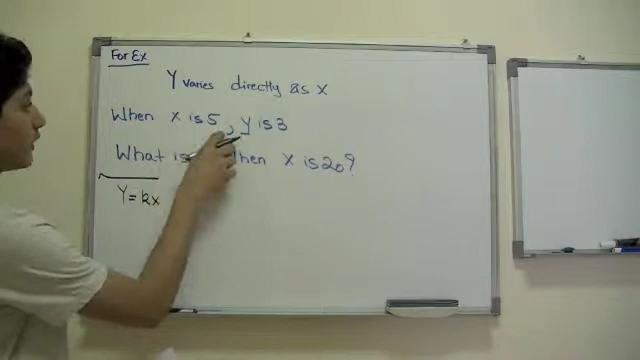 For Ex
Y varies directly as X
When X is 5, y is 3
What is when X is 20?
Y=kx